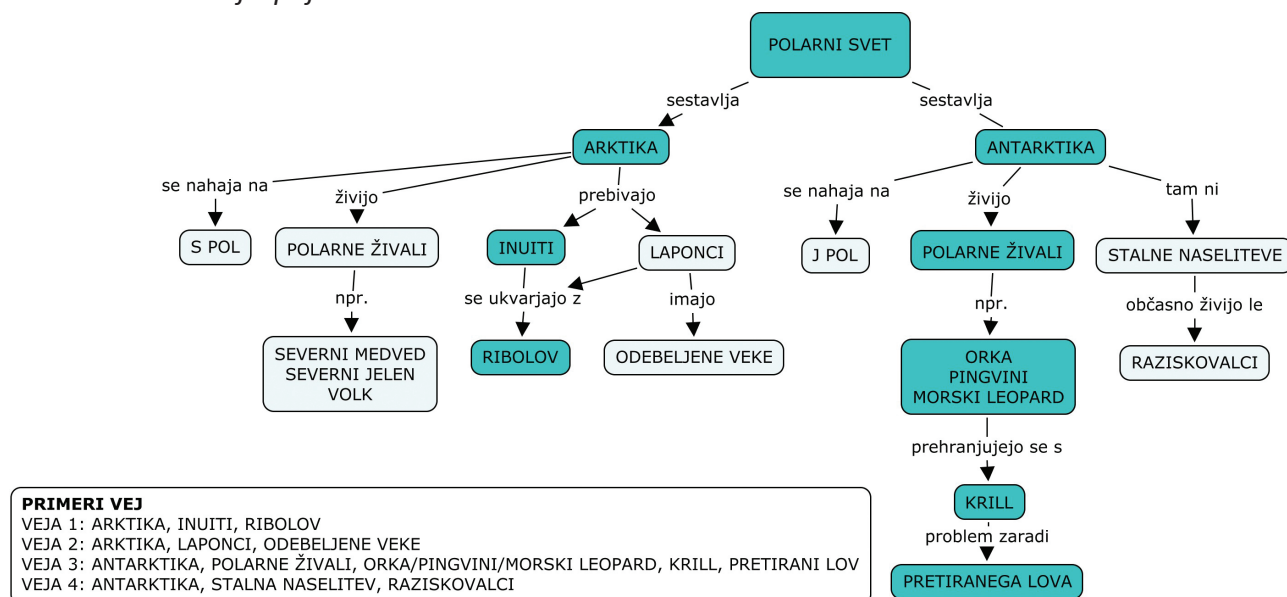 POLARNI SVET
sestavlja
sestavlja
ARKTIKA
ANTARKTIKA
se nahaja na
živijo
prebivajo
se nahaja na
živijo
tam ni
S POL
POLARNE ŽIVALI
INUITI
LAPONCI
J POL
POLARNE ŽIVALI
STALNE NASELITEVE
npr.
se ukvarjajo z
imajo
npr.
občasno živijo le
SEVERNI MEDVED
SEVERNI JELEN
VOLK
RIBOLOV
ODEBELJENE VEKE
ORKA
PINGVINI
MORSKI LEOPARD
RAZISKOVALCI
prehranjujejo se s
KRILL
problem zaradi
PRETIRANEGA LOVA
PRIMERI VEJ
VEJA 1: ARKTIKA, INUITI, RIBOLOV
VEJA 2: ARKTIKA, LAPONCI, ODEBELJENE VEKE
VEJA 3: ANTARKTIKA, POLARNE ŽIVALI, ORKA/PINGVINI/MORSKI LEOPARD, KRILL, PRETIRANI LOV
VEJA 4: ANTARKTIKA, STALNA NASELITEV, RAZISKOVALCI